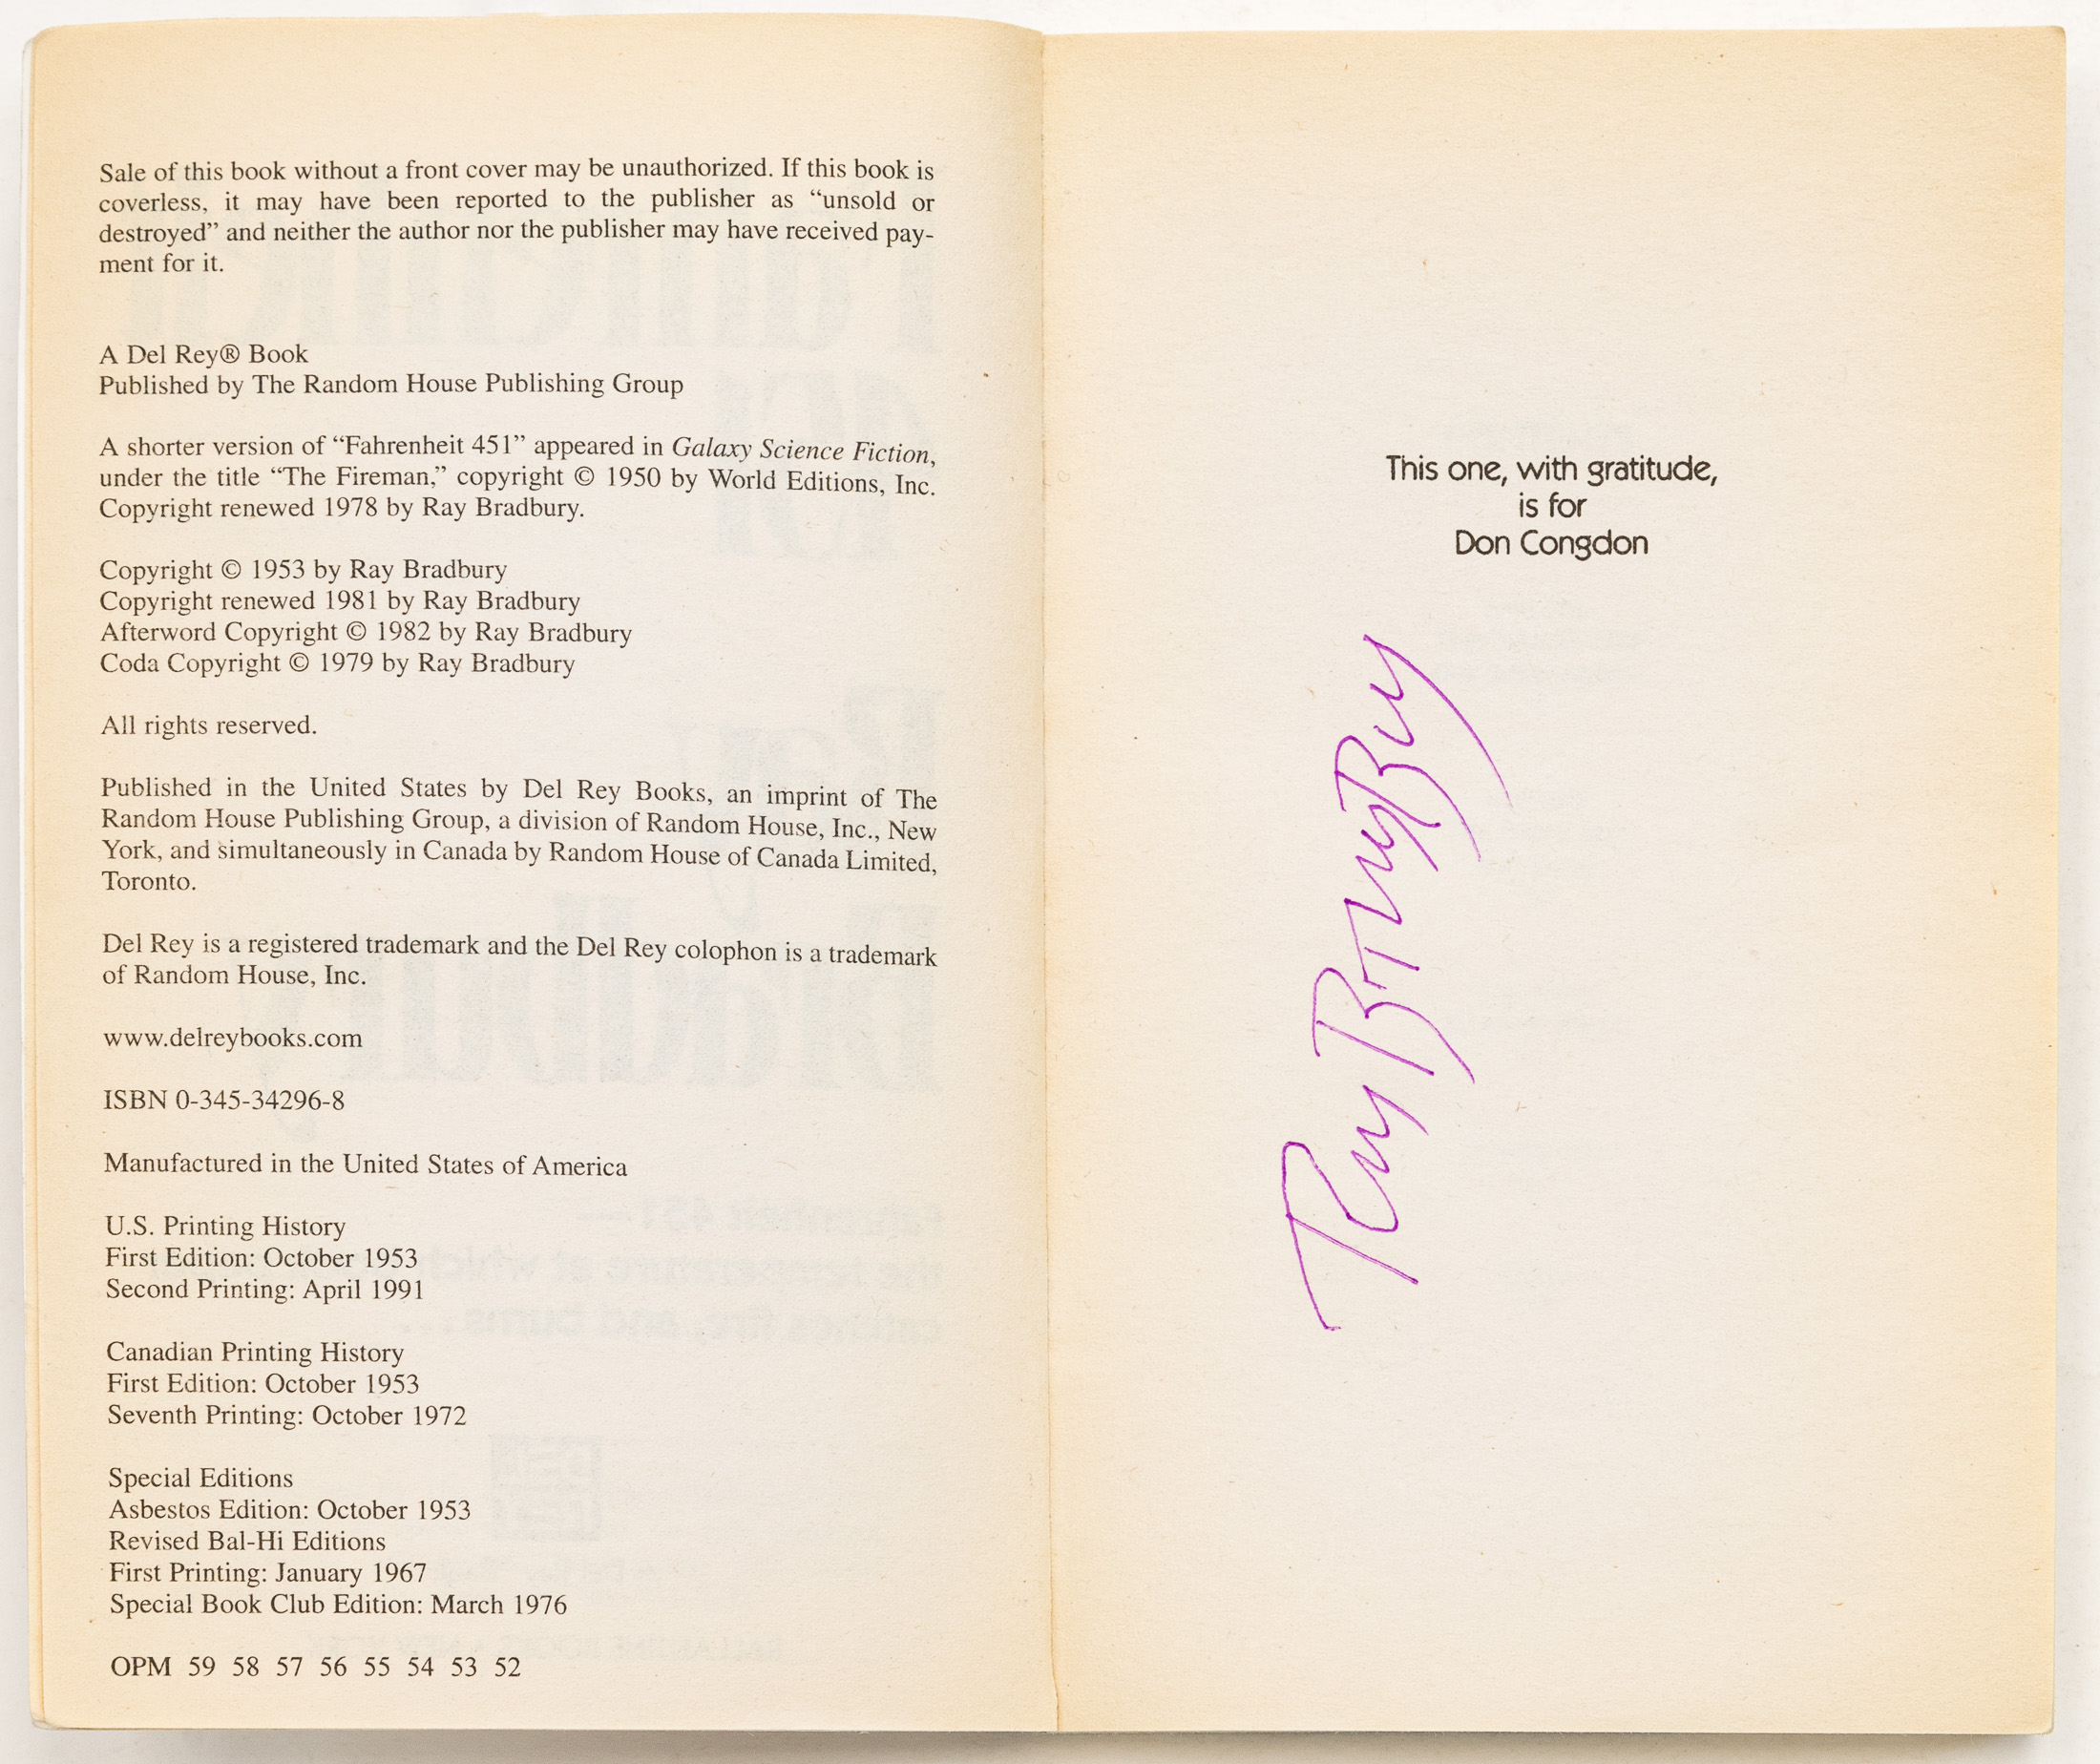 Sale of this book without a front cover may be unauthorized. If this book is
coverless, it may have been reported to the publisher as “unsold or
destroyed” and neither the author nor the publisher may have received pay-
ment for it.
A Del Rey® Book
Published by The Random House Publishing Group
A shorter version of “Fahrenheit 451” appeared in Galaxy Science Fiction,
under the title “The Fireman,” copyright © 1950 by World Editions, Inc.
Copyright renewed 1978 by Ray Bradbury.
Copyright © 1953 by Ray Bradbury
Copyright renewed 1981 by Ray Bradbury
Afterword Copyright © 1982 by Ray Bradbury
Coda Copyright © 1979 by Ray Bradbury
All rights reserved.
Published in the United States by Del Rey Books, an imprint of The
Random House Publishing Group, a division of Random House, Inc., New
York, and simultaneously in Canada by Random House of Canada Limited,
Toronto.
Del Rey is a registered trademark and the Del Rey colophon is a trademark
of Random House, Inc.
www.delreybooks.com
ISBN 0-345-34296-8
Manufactured in the United States of America
U.S. Printing History
First Edition: October 1953
Second Printing: April 1991
Canadian Printing History
First Edition: October 1953
Seventh Printing: October 1972
Special Editions
Asbestos Edition: October 1953
Revised Bal-Hi Editions
First Printing: January 1967
Special Book Club Edition: March 1976
OPM 59 58 57 56 55 54 53 52
This one, with gratitude,
is for
Don Congdon
Ray Bradbury